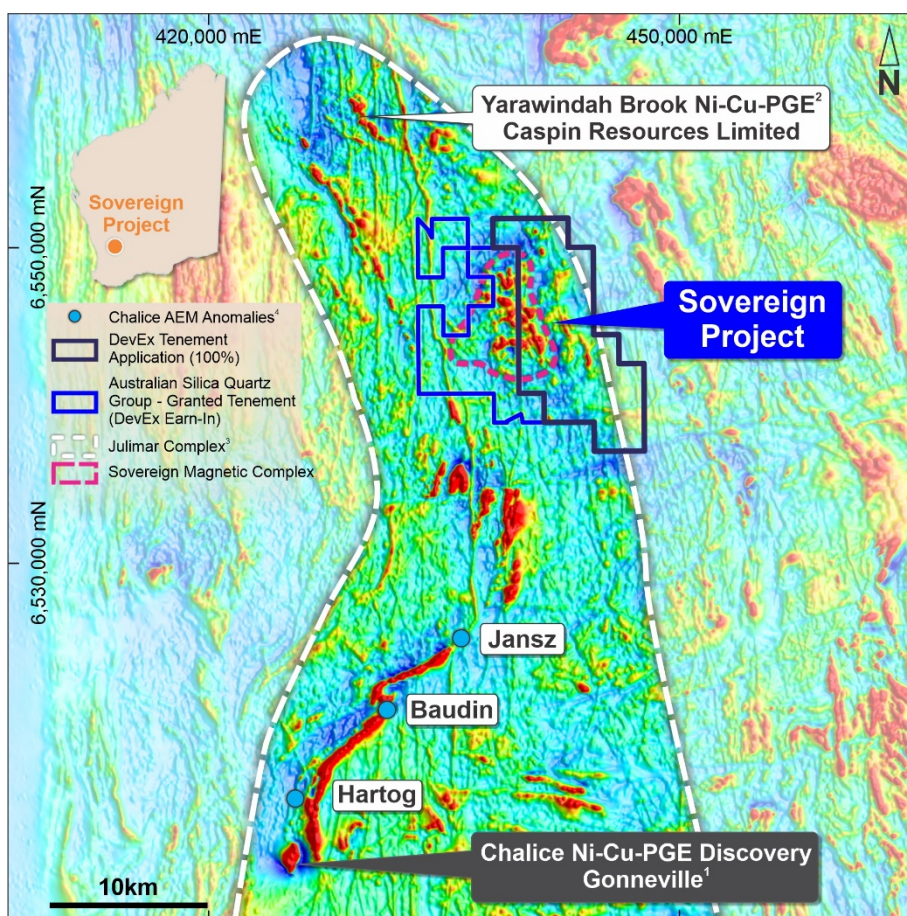 420,000 mE
450,000 mE
N
Yarawindah Brook Ni-Cu-PGE²
Caspin Resources Limited
Sovereign
Project
6,550,000 mN
Chalice AEM Anomalies⁴
DevEx Tenement
Application (100%)
Australian Silica Quartz
Group - Granted Tenement
(DevEx Earn-In)
Julimar Complex³
Sovereign Magnetic Complex
Sovereign
Project
6,530,000 mN
Jansz
Baudin
Hartog
Chalice Ni-Cu-PGE Discovery
Gonneville¹
10km